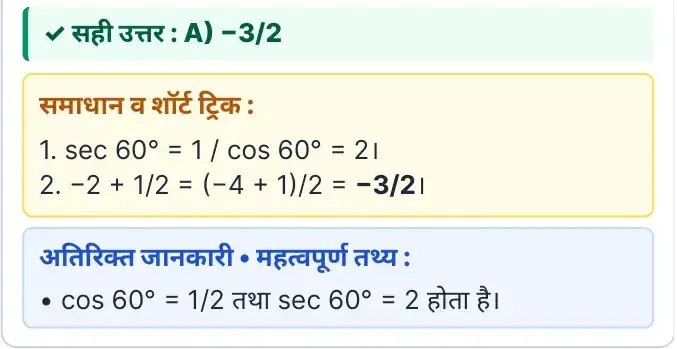 ✓ सही उत्तर : A) −3/2
समाधान व शॉर्ट ट्रिक :
1. sec 60° = 1 / cos 60° = 2।
2. −2 + 1/2 = (−4 + 1)/2 = −3/2।
अतिरिक्त जानकारी • महत्वपूर्ण तथ्य :
• cos 60° = 1/2 तथा sec 60° = 2 होता है।